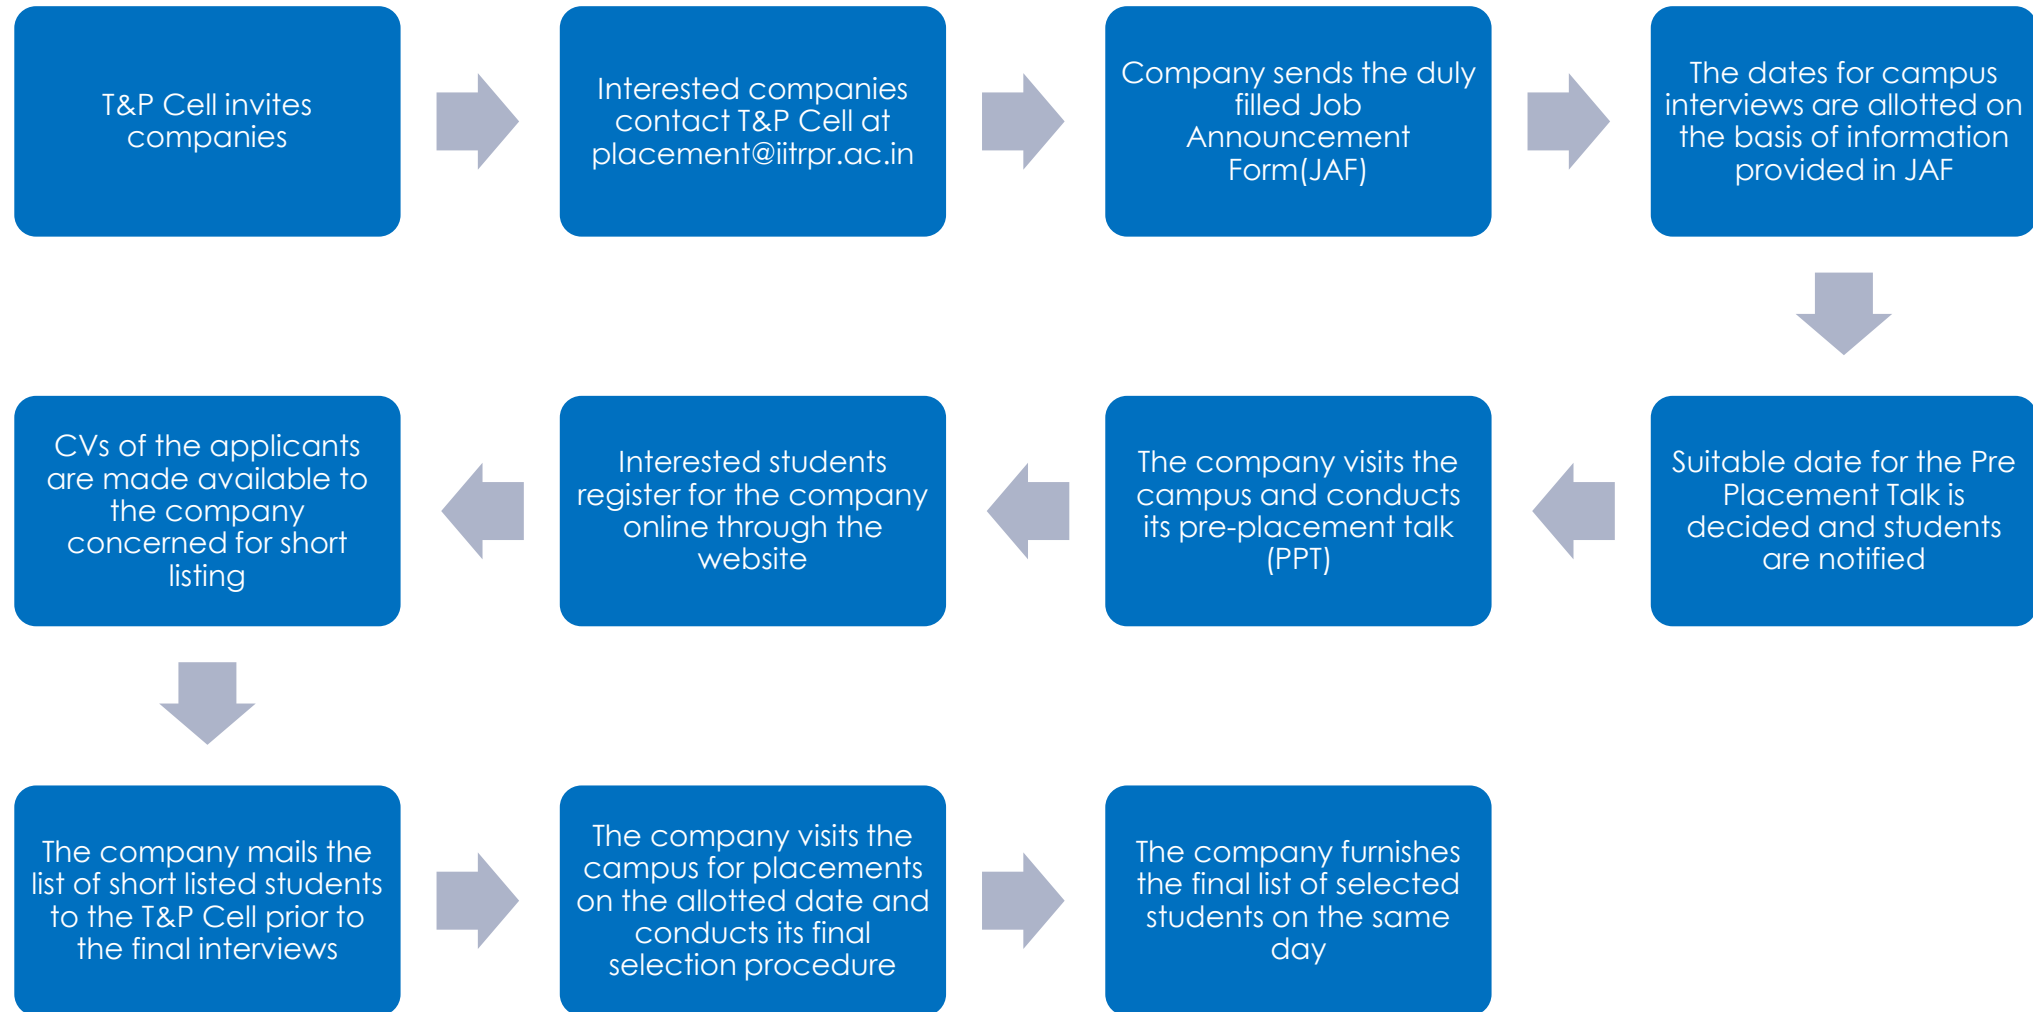 T&P Cell invites
companies
Interested companies
contact T&P Cell at
placement@iitrpr.ac.in
Company sends the duly
filled Job
Announcement
Form(JAF)
The dates for campus
interviews are allotted on
the basis of information
provided in JAF
Suitable date for the Pre
Placement Talk is
decided and students
are notified
The company visits the
campus and conducts
its pre-placement talk
(PPT)
Interested students
register for the company
online through the
website
CVs of the applicants
are made available to
the company
concerned for short
listing
The company mails the
list of short listed students
to the T&P Cell prior to
the final interviews
The company visits the
campus for placements
on the allotted date and
conducts its final
selection procedure
The company furnishes
the final list of selected
students on the same
day